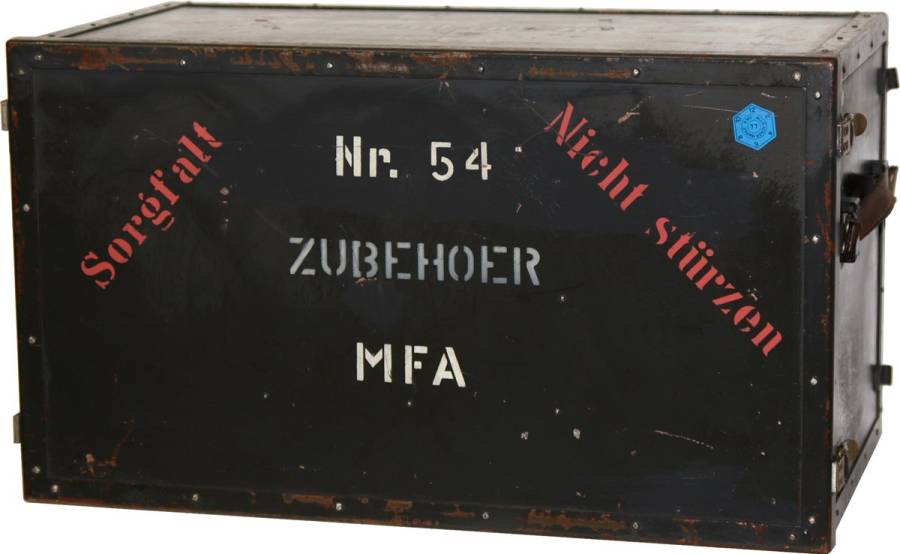 Sorgfalt
Nr. 54
Nicht stürzen
ZUBEHOER
MFA